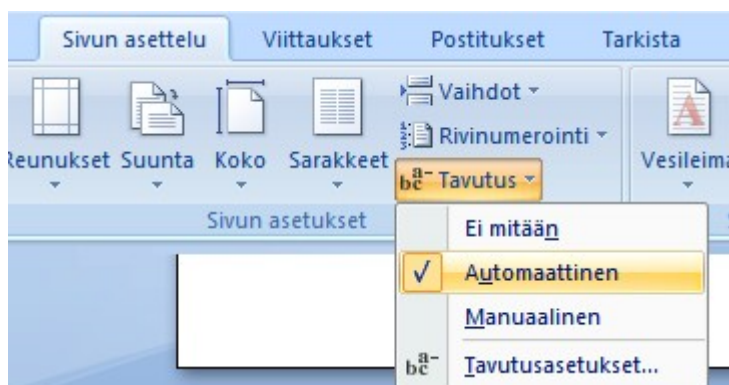 Sivun asettelu Viittaukset Postitukset Tarkista
Vaihdot
Rivinumerointi
Reunukset Suunta Koko Sarakkeet Vesileima
Tavutus
Sivun asetukset
Ei mitään
Automaattinen
Manuaalinen
Tavutusasetukset...